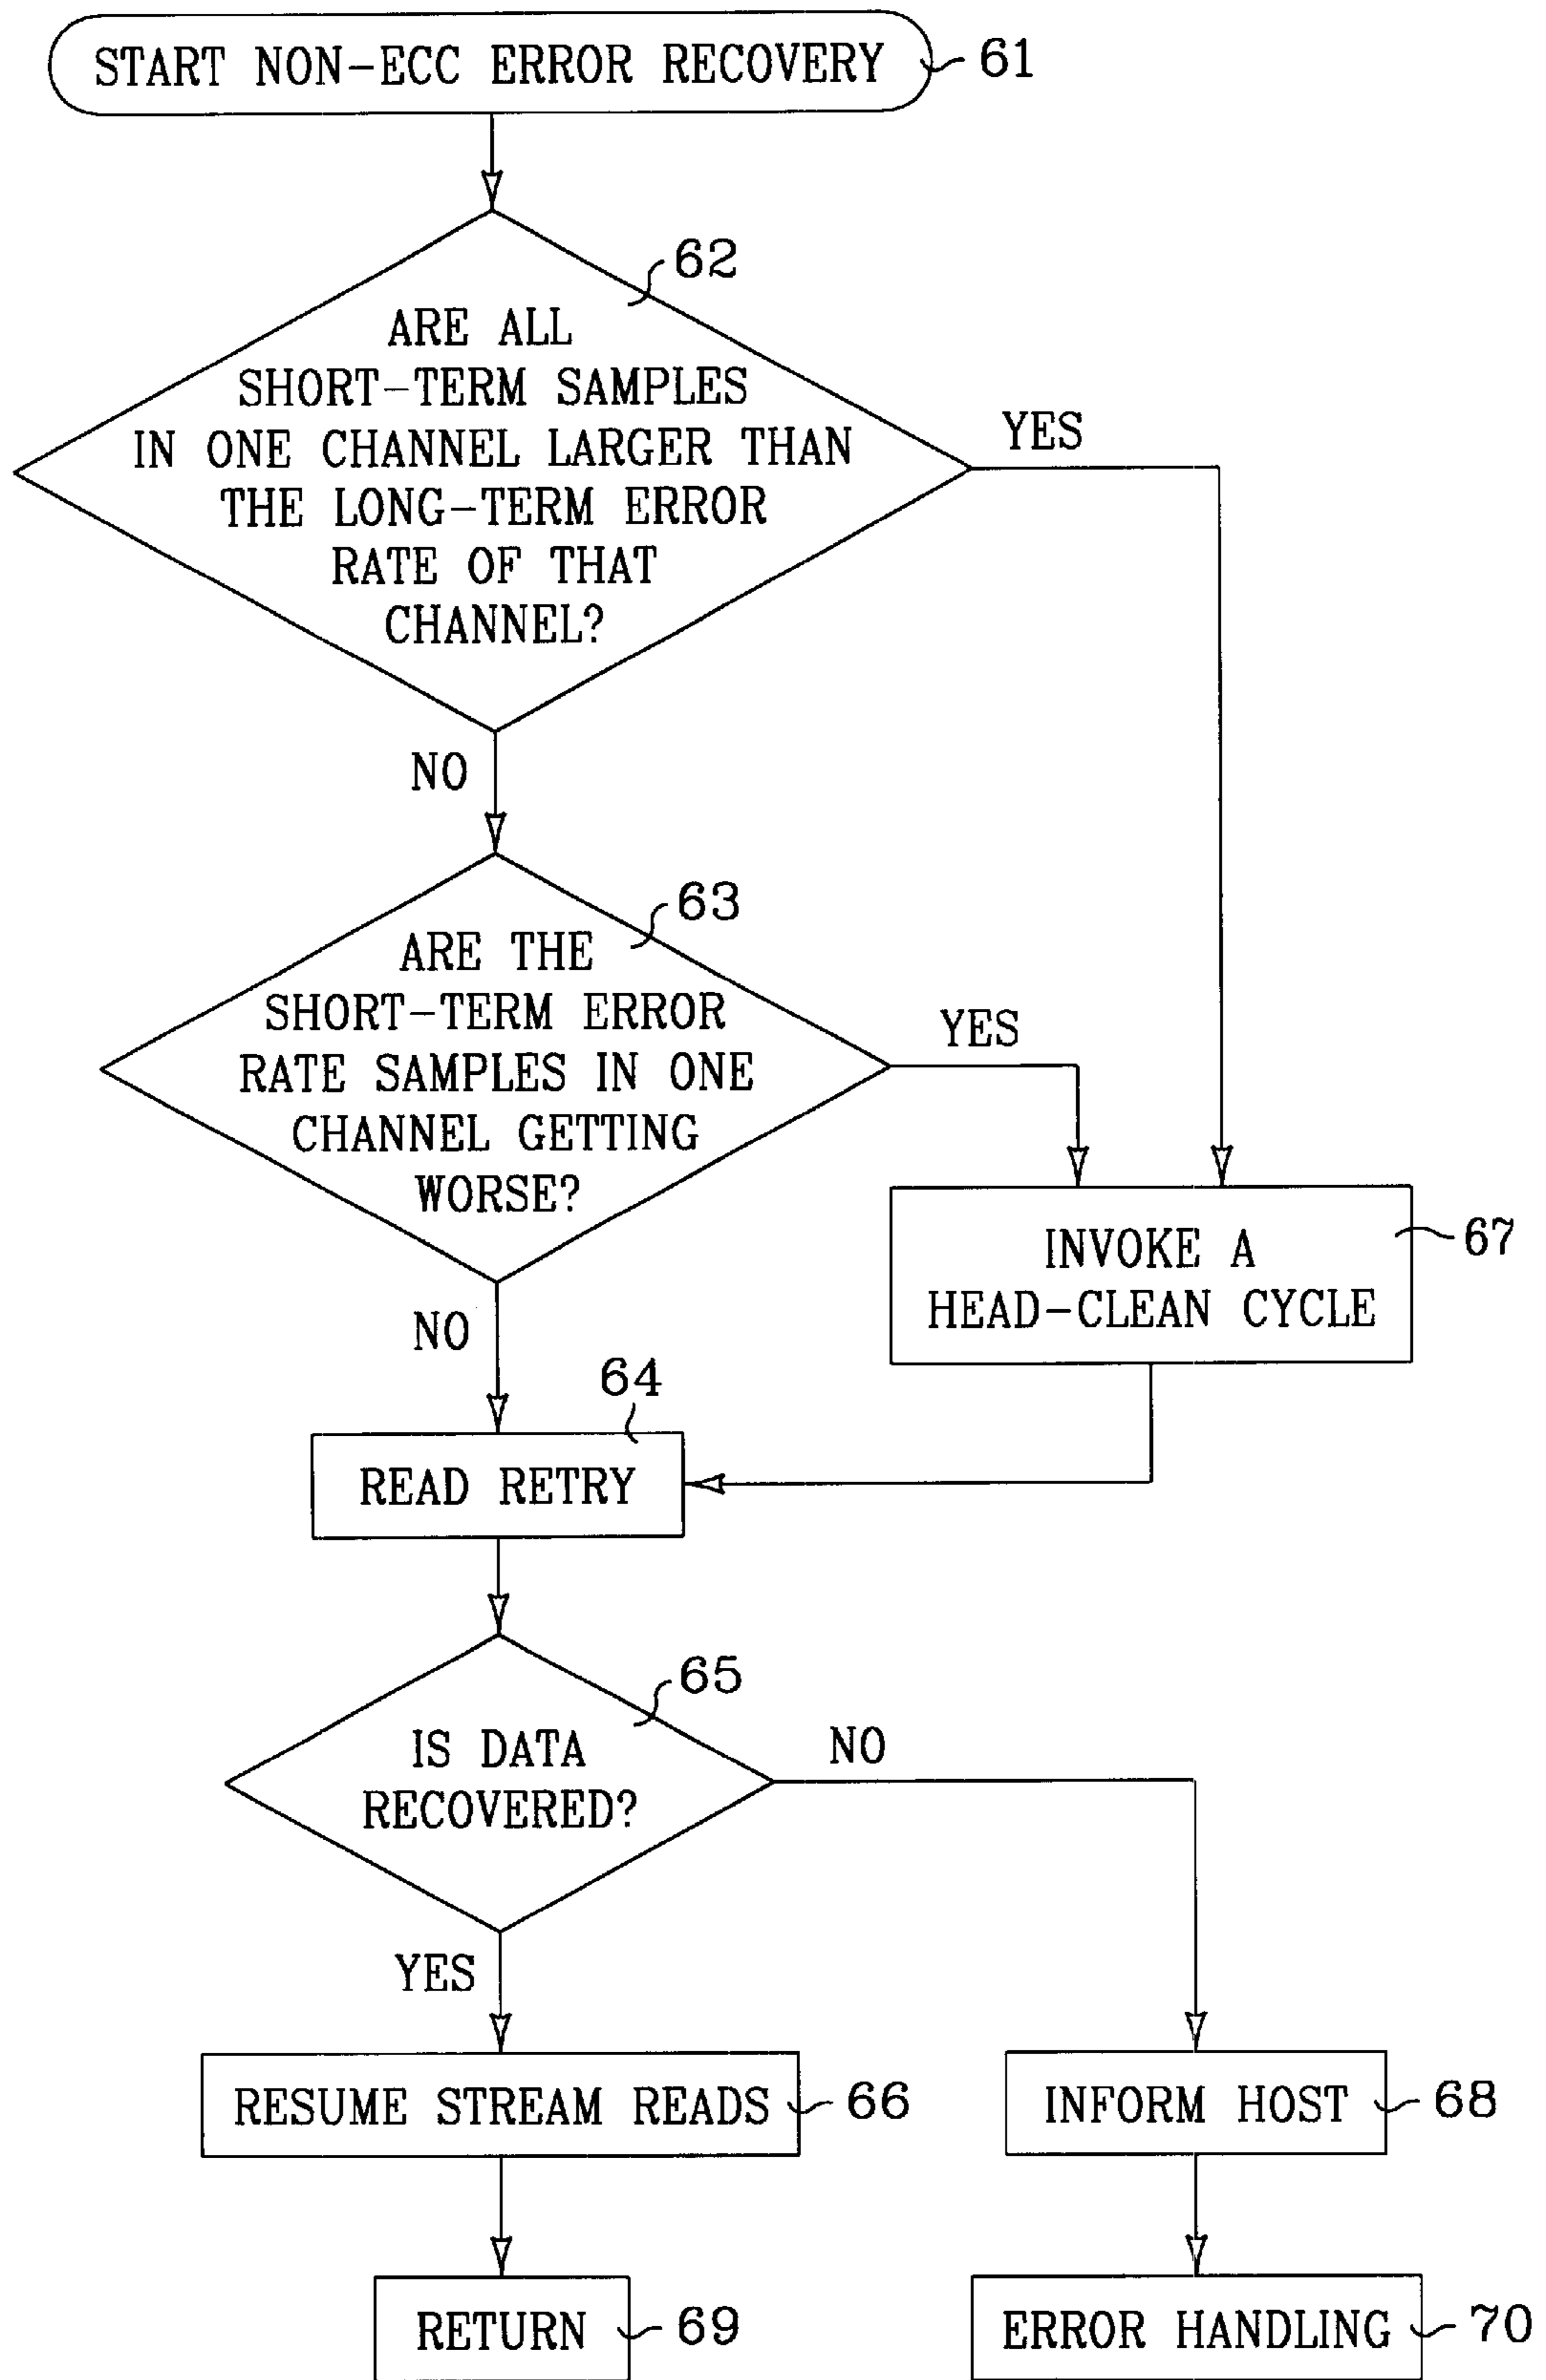 START NON-ECC ERROR RECOVERY 61
62
ARE ALL
SHORT-TERM SAMPLES
IN ONE CHANNEL LARGER THAN
THE LONG-TERM ERROR
RATE OF THAT
CHANNEL?
YES
NO
63
ARE THE
SHORT-TERM ERROR
RATE SAMPLES IN ONE
CHANNEL GETTING
WORSE?
YES
NO
INVOKE A
HEAD-CLEAN CYCLE
67
64
READ RETRY
65
IS DATA
RECOVERED?
NO
YES
RESUME STREAM READS 66
INFORM HOST 68
RETURN 69
ERROR HANDLING 70